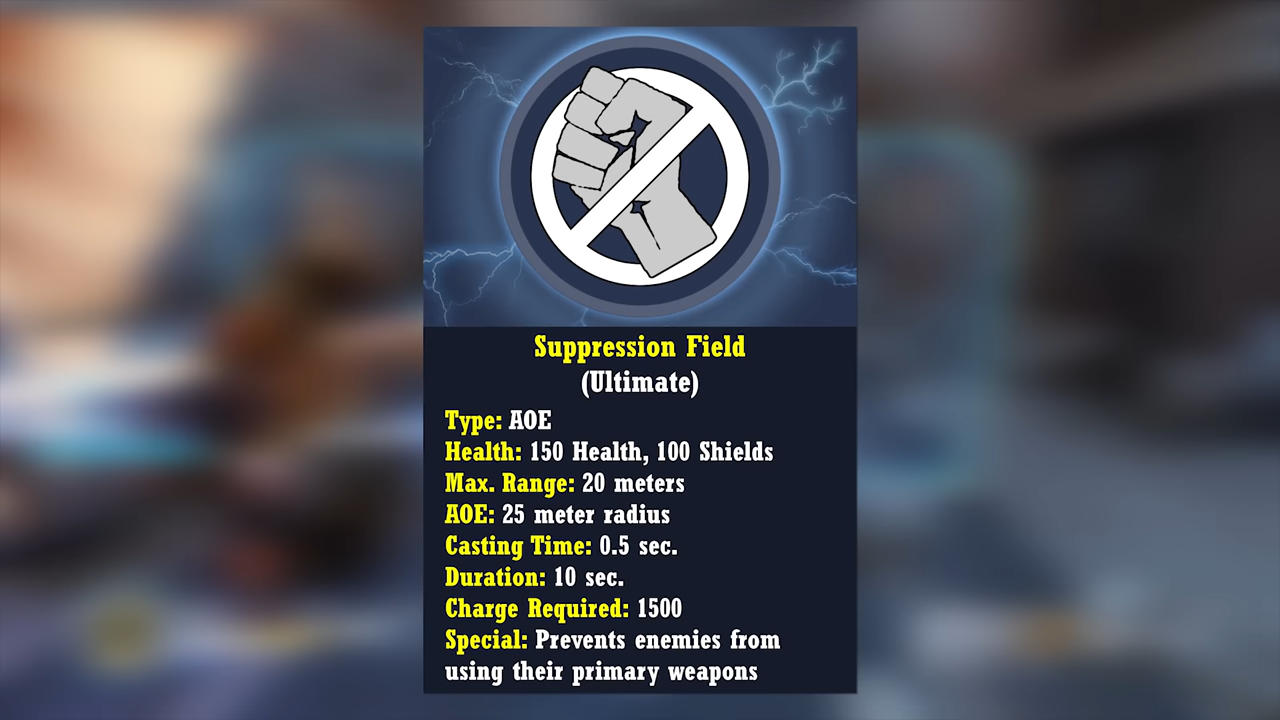 Suppression Field
(Ultimate)
Type: AOE
Health: 150 Health, 100 Shields
Max. Range: 20 meters
AOE: 25 meter radius
Casting Time: 0.5 sec.
Duration: 10 sec.
Charge Required: 1500
Special: Prevents enemies from
using their primary weapons